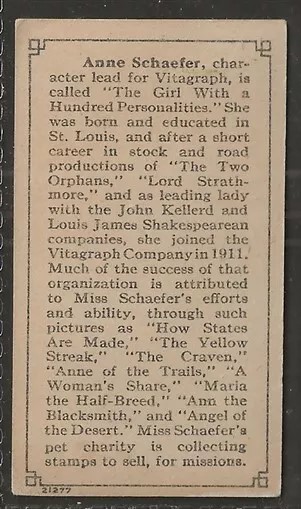 Anne Schaefer, char-
acter lead for Vitagraph, is
called "The Girl With a
Hundred Personalities." She
was born and educated in
St. Louis, and after a short
career in stock and road
productions of "The Two
Orphans," "Lord Strath-
more," and as leading lady
with the John Kellerd and
Louis James Shakespearean
companies, she joined the
Vitagraph Company in 1911.
Much of the success of that
organization is attributed
to Miss Schaefer's efforts
and ability, through such
pictures as "How States
Are Made," "The Yellow
Streak," "The Craven,"
"Anne of the Trails," "A
Woman's Share," "Maria
the Half-Breed," "Ann the
Blacksmith," and "Angel of
the Desert." Miss Schaefer's
pet charity is collecting
stamps to sell, for missions.
21277